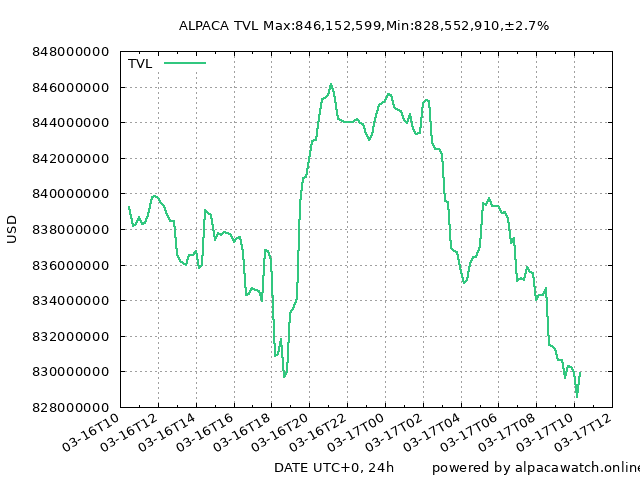 ALPACA TVL Max:846,152,599,Min:828,552,910,±2.7%
848000000
846000000
844000000
842000000
840000000
838000000
836000000
834000000
832000000
830000000
828000000
USD
TVL
03-16T10
03-16T12
03-16T14
03-16T16
03-16T18
03-16T20
03-16T22
03-17T00
03-17T02
03-17T04
03-17T06
03-17T08
03-17T10
03-17T12
DATE UTC+0, 24h
powered by alpacawatch.online